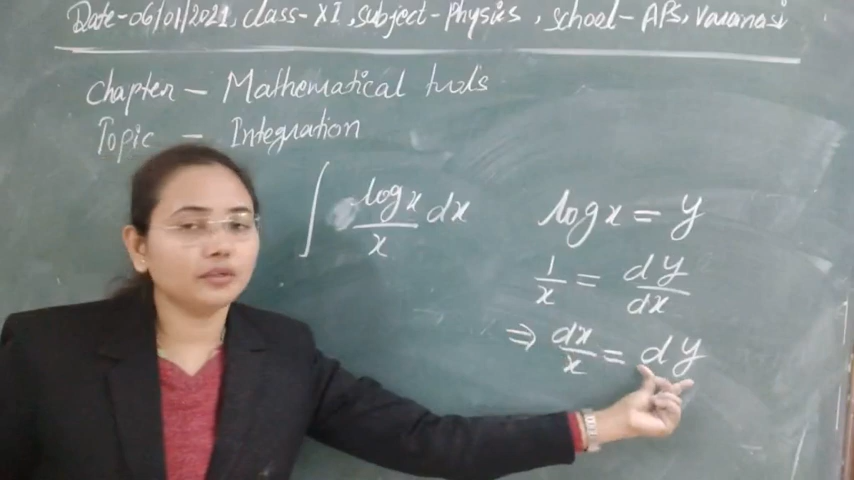 Date-06/01/2021, class-XI, subject-Physics, school-APS, Varanasi
Chapter - Mathematical tools
Topic - Integration
∫ log x / x dx
log x = y
1/x = dy/dx
⇒ dx/x = dy